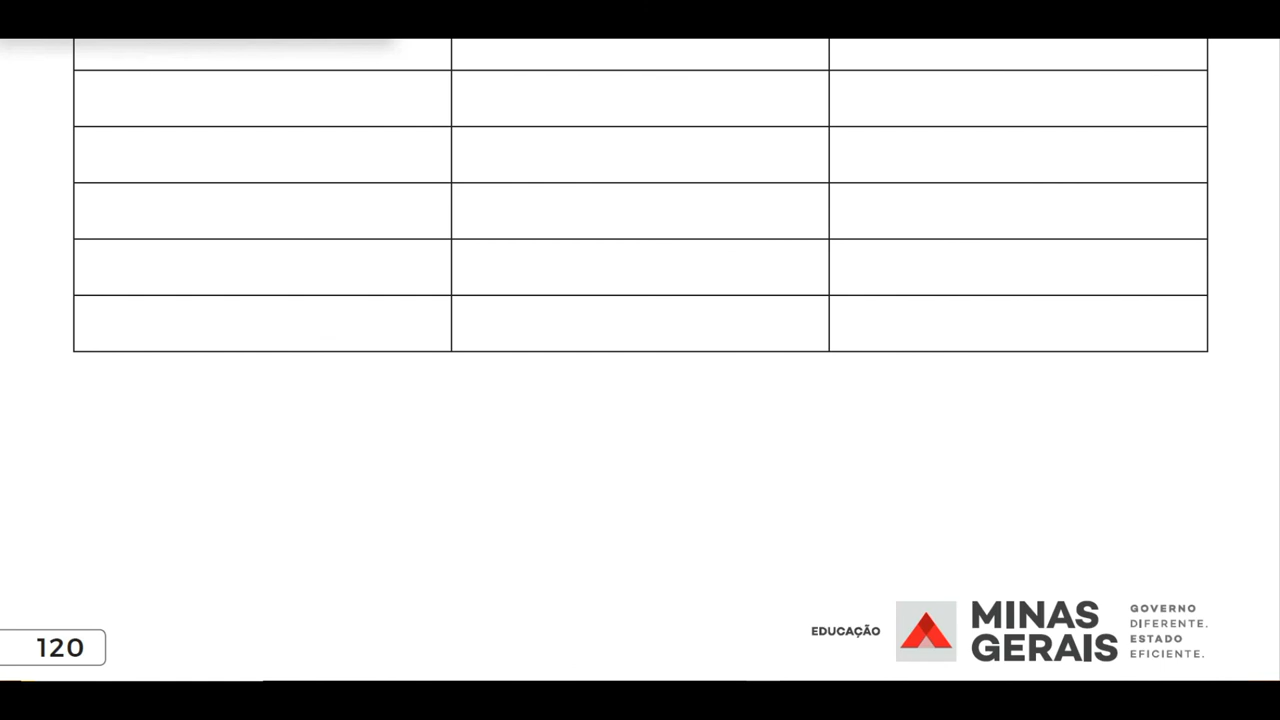 120
EDUCAÇÃO
MINAS
GERAIS
GOVERNO
DIFERENTE.
ESTADO
EFICIENTE.